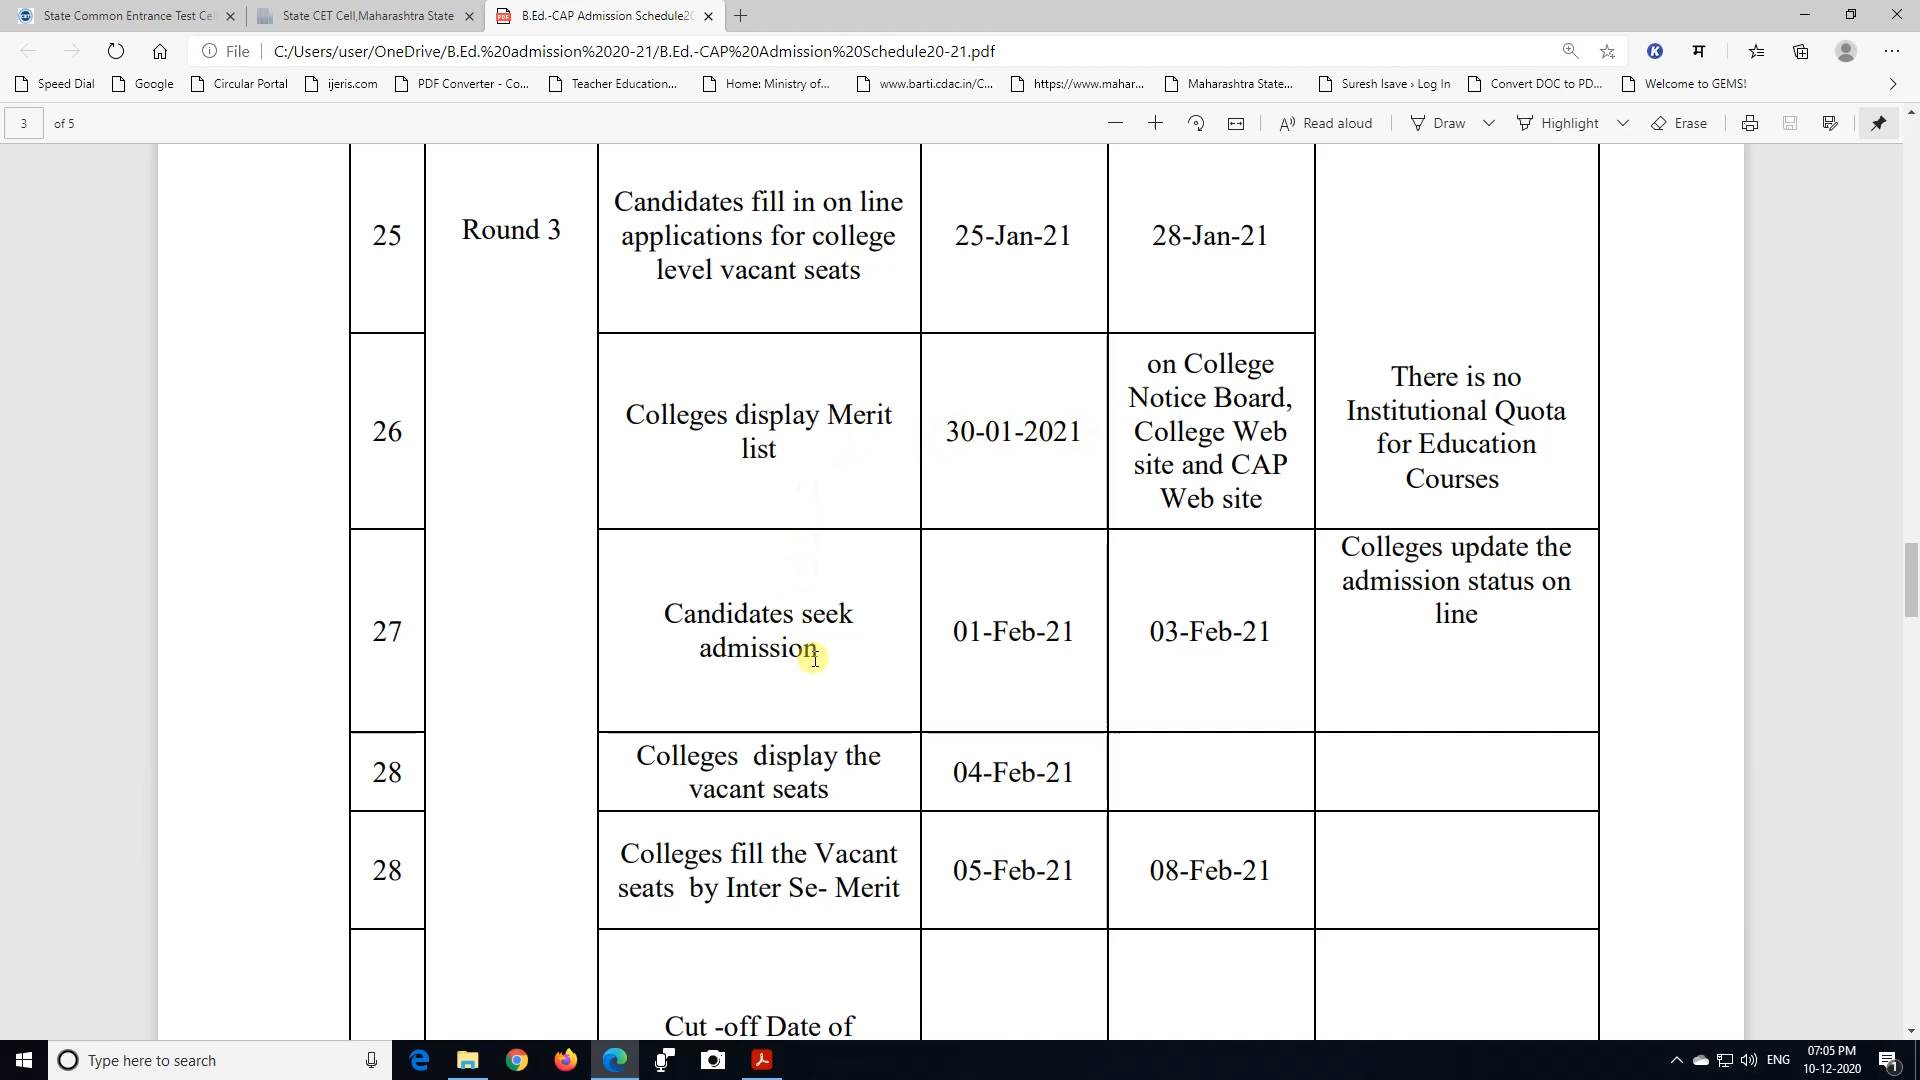 State Common Entrance Test Ce
State CET Cell,Maharashtra State
B.Ed.-CAP Admission Schedule20
File
C:/Users/user/OneDrive/B.Ed.%20admission%2020-21/B.Ed.-CAP%20Admission%20Schedule20-21.pdf
K
म
Speed Dial
Google
Circular Portal
ijeris.com
PDF Converter - Co...
Teacher Education...
Home: Ministry of...
www.barti.cdac.in/C...
https://www.mahar...
Maharashtra State...
Suresh Isave › Log In
Convert DOC to PD...
Welcome to GEMS!
3 of 5
Read aloud
Draw
Highlight
Erase
25
Round 3
Candidates fill in on line
applications for college
level vacant seats
25-Jan-21
28-Jan-21
26
Colleges display Merit
list
30-01-2021
on College
Notice Board,
College Web
site and CAP
Web site
There is no
Institutional Quota
for Education
Courses
27
Candidates seek
admission
01-Feb-21
03-Feb-21
Colleges update the
admission status on
line
28
Colleges display the
vacant seats
04-Feb-21
28
Colleges fill the Vacant
seats by Inter Se- Merit
05-Feb-21
08-Feb-21
Cut -off Date of
Type here to search
ENG
07:05 PM
10-12-2020
1